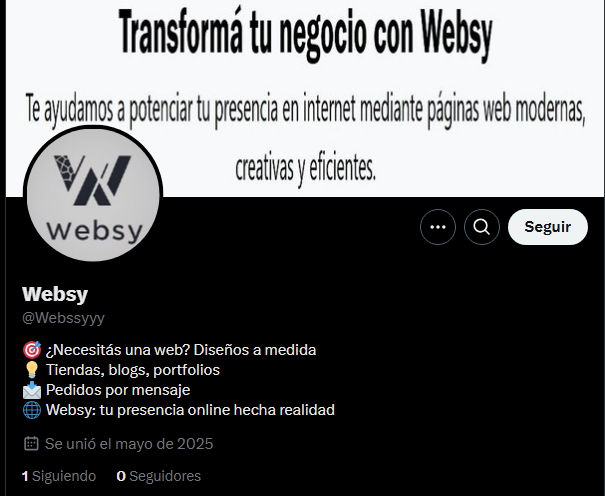 Transformá tu negocio con Websy
Te ayudamos a potenciar tu presencia en internet mediante páginas web modernas,
creativas y eficientes.
Websy
Seguir
Websy
@Webssyyy
🎯 ¿Necesitás una web? Diseños a medida
💡 Tiendas, blogs, portfolios
📩 Pedidos por mensaje
🌐 Websy: tu presencia online hecha realidad
Se unió el mayo de 2025
1 Siguiendo 0 Seguidores